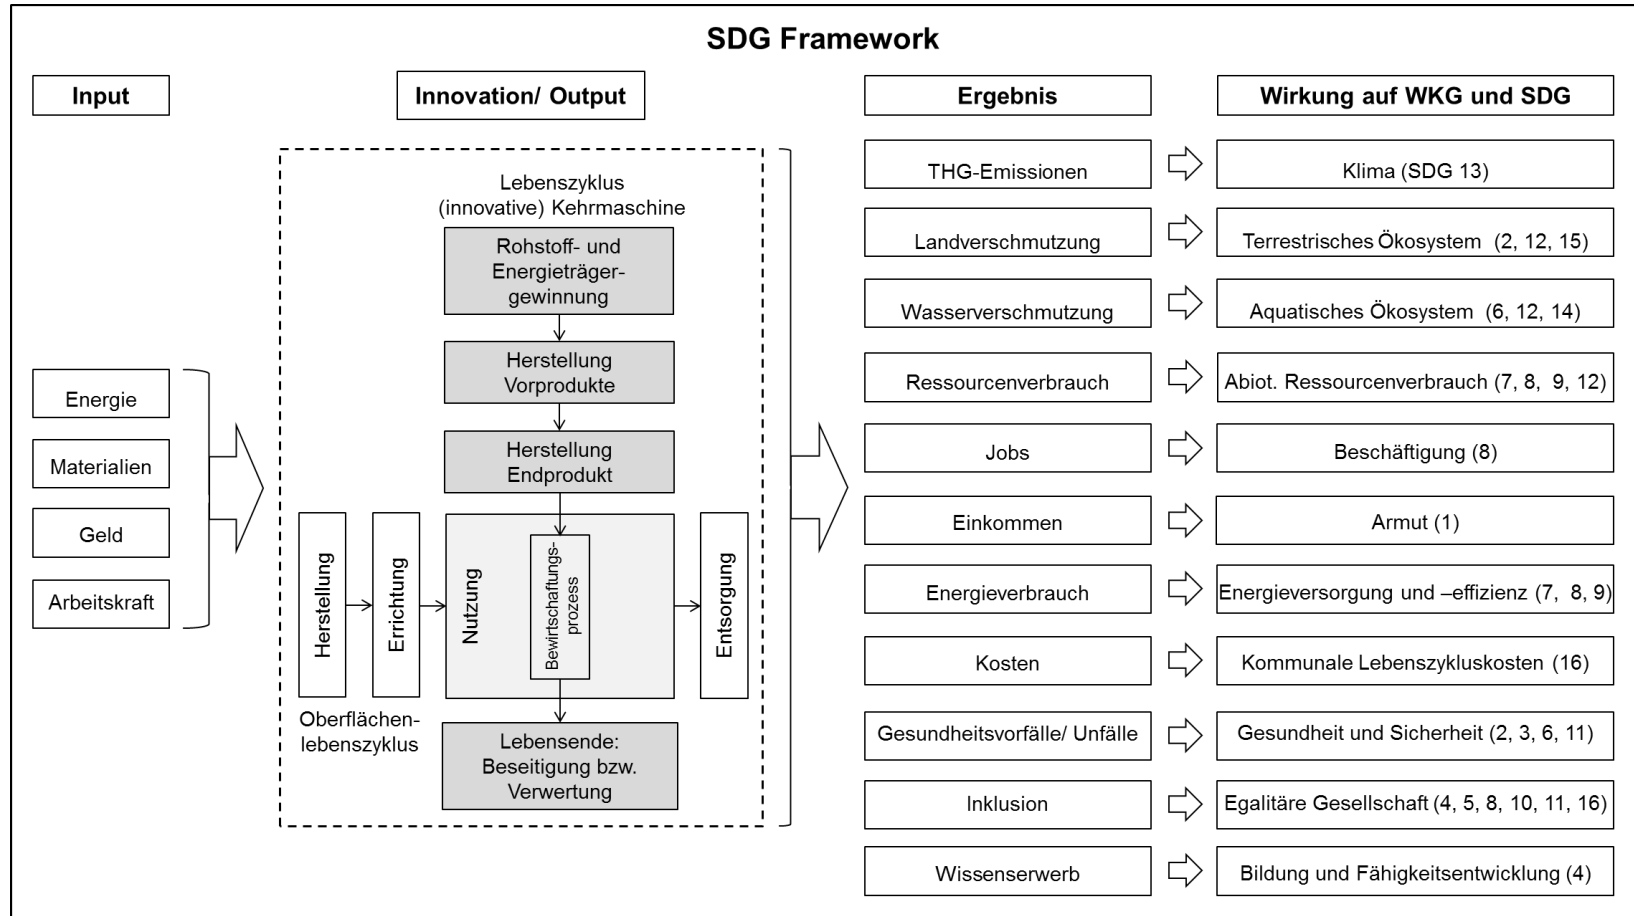 SDG Framework
Input
Innovation/ Output
Ergebnis
Wirkung auf WKG und SDG
Energie
Materialien
Geld
Arbeitskraft
Lebenszyklus
(innovative) Kehrmaschine
Rohstoff- und
Energieträger-
gewinnung
Herstellung
Vorprodukte
Herstellung
Endprodukt
Herstellung
Errichtung
Nutzung
Bewirtschaftungs-
prozess
Entsorgung
Oberflächen-
lebenszyklus
Lebensende:
Beseitigung bzw.
Verwertung
THG-Emissionen
Klima (SDG 13)
Landverschmutzung
Terrestrisches Ökosystem (2, 12, 15)
Wasserverschmutzung
Aquatisches Ökosystem (6, 12, 14)
Ressourcenverbrauch
Abiot. Ressourcenverbrauch (7, 8, 9, 12)
Jobs
Beschäftigung (8)
Einkommen
Armut (1)
Energieverbrauch
Energieversorgung und –effizienz (7, 8, 9)
Kosten
Kommunale Lebenszykluskosten (16)
Gesundheitsvorfälle/ Unfälle
Gesundheit und Sicherheit (2, 3, 6, 11)
Inklusion
Egalitäre Gesellschaft (4, 5, 8, 10, 11, 16)
Wissenserwerb
Bildung und Fähigkeitsentwicklung (4)